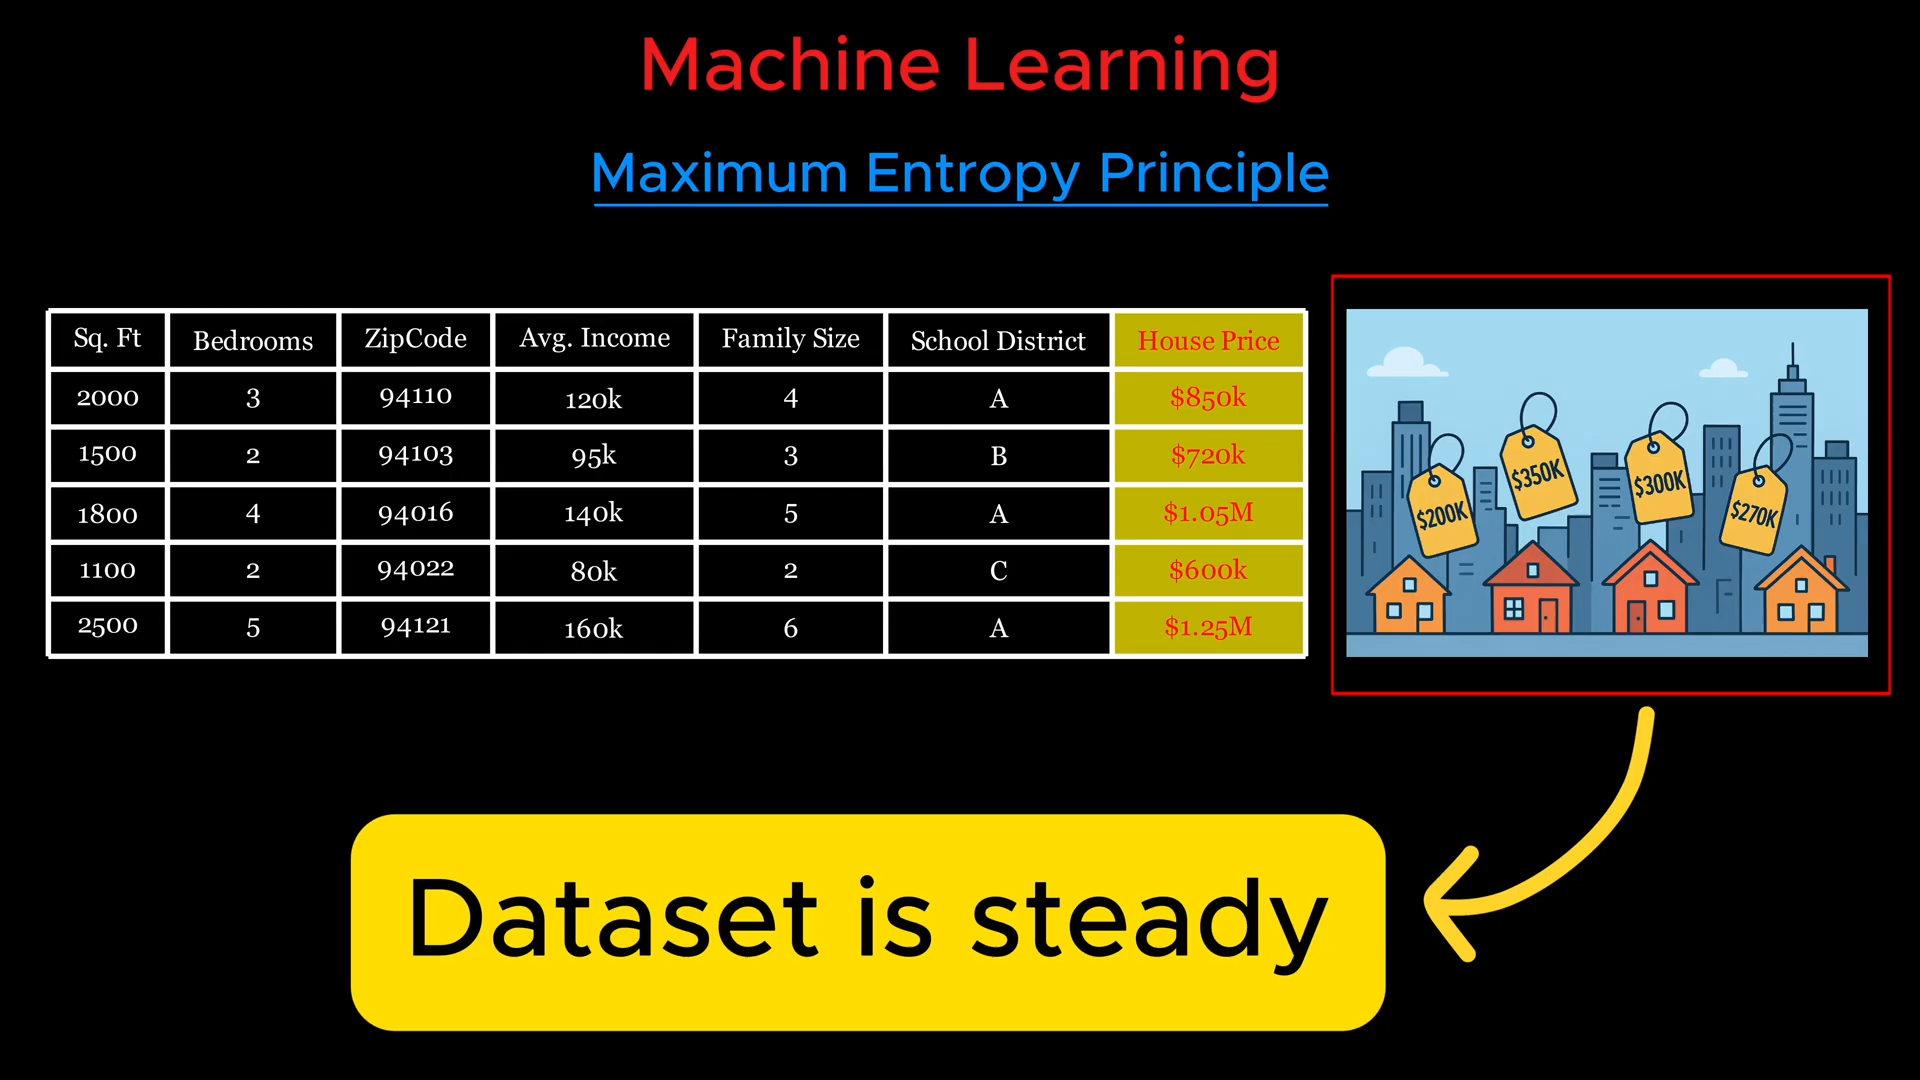 Machine Learning
Maximum Entropy Principle
Sq. Ft Bedrooms ZipCode Avg. Income Family Size School District House Price
2000 3 94110 120k 4 A $850k
1500 2 94103 95k 3 B $720k
1800 4 94016 140k 5 A $1.05M
1100 2 94022 80k 2 C $600k
2500 5 94121 160k 6 A $1.25M
$200K $350K $300K $270K
Dataset is steady